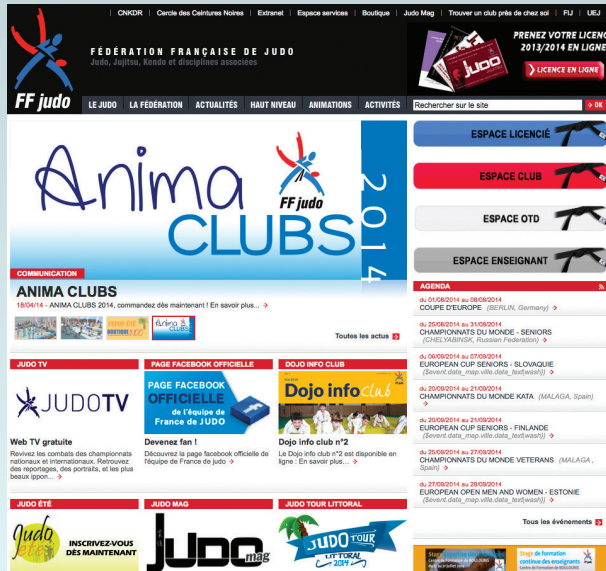 CNKDR | Cercle des Ceintures Noires | Extranet | Espace services | Boutique | Judo Mag | Trouver un club près de chez soi | FIJ | UEJ
FF judo
FÉDÉRATION FRANÇAISE DE JUDO
Judo, Jujitsu, Kendo et disciplines associées
PRENEZ VOTRE LICENC
2013/2014 EN LIGNE
LICENCE EN LIGNE
LE JUDO LA FÉDÉRATION ACTUALITÉS HAUT NIVEAU ANIMATIONS ACTIVITÉS
Rechercher sur le site
OK
Anima
CLUBS
FF judo
2014
COMMUNICATION
ANIMA CLUBS
18/04/14 - ANIMA CLUBS 2014, commandez dès maintenant ! En savoir plus...
Toutes les actus
ESPACE LICENCIÉ
ESPACE CLUB
ESPACE OTD
ESPACE ENSEIGNANT
AGENDA
du 01/08/2014 au 08/08/2014
COUPE D'EUROPE (BERLIN, Germany)
du 25/08/2014 au 31/08/2014
CHAMPIONNATS DU MONDE - SENIORS
(CHELYABINSK, Russian Federation)
du 06/09/2014 au 07/09/2014
EUROPEAN CUP SENIORS - SLOVAQUIE
($event.data_map.ville.data_text|wash})
du 20/09/2014 au 21/09/2014
CHAMPIONNATS DU MONDE KATA (MALAGA, Spain)
du 20/09/2014 au 21/09/2014
EUROPEAN CUP SENIORS - FINLANDE
($event.data_map.ville.data_text|wash})
du 25/09/2014 au 27/09/2014
CHAMPIONNATS DU MONDE VETERANS (MALAGA, Spain)
du 27/09/2014 au 28/09/2014
EUROPEAN OPEN MEN AND WOMEN - ESTONIE
($event.data_map.ville.data_text|wash})
Tous les événements
JUDO TV
JUDOTV
Web TV gratuite
Revivez les combats des championnats
nationaux et internationaux. Retrouvez
des reportages, des portraits, et les plus
beaux ippon...
PAGE FACEBOOK OFFICIELLE
PAGE FACEBOOK
OFFICIELLE
de l'équipe de
France de JUDO
Devenez fan !
Découvrez la page facebook officielle de
l'équipe de France de judo
DOJO INFO CLUB
Dojo info club
Dojo info club n°2
Le Dojo info club n°2 est disponible en
ligne : En savoir plus...
JUDO ÉTÉ
judo
été
INSCRIVEZ-VOUS
DÈS MAINTENANT
JUDO MAG
JUDO
mag
JUDO TOUR LITTORAL
JUDO TOUR
LITTORAL
2014
Stage
Stage de formation
continue des enseignants